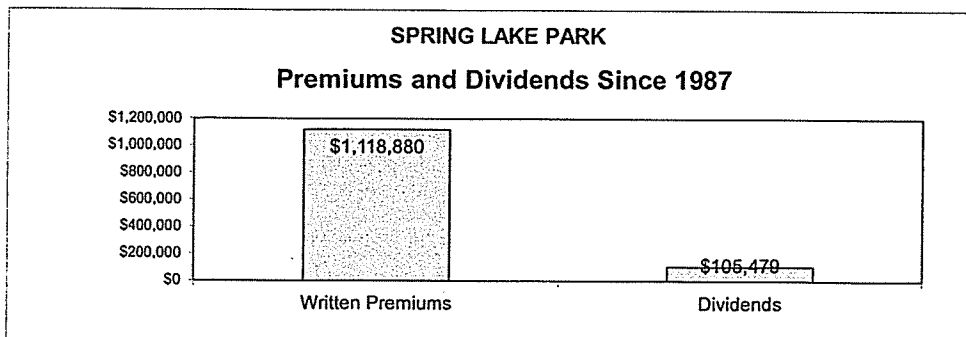 SPRING LAKE PARK
Premiums and Dividends Since 1987
$1,200,000
$1,000,000
$800,000
$600,000
$400,000
$200,000
$0
$1,118,880
$105,479
Written Premiums
Dividends